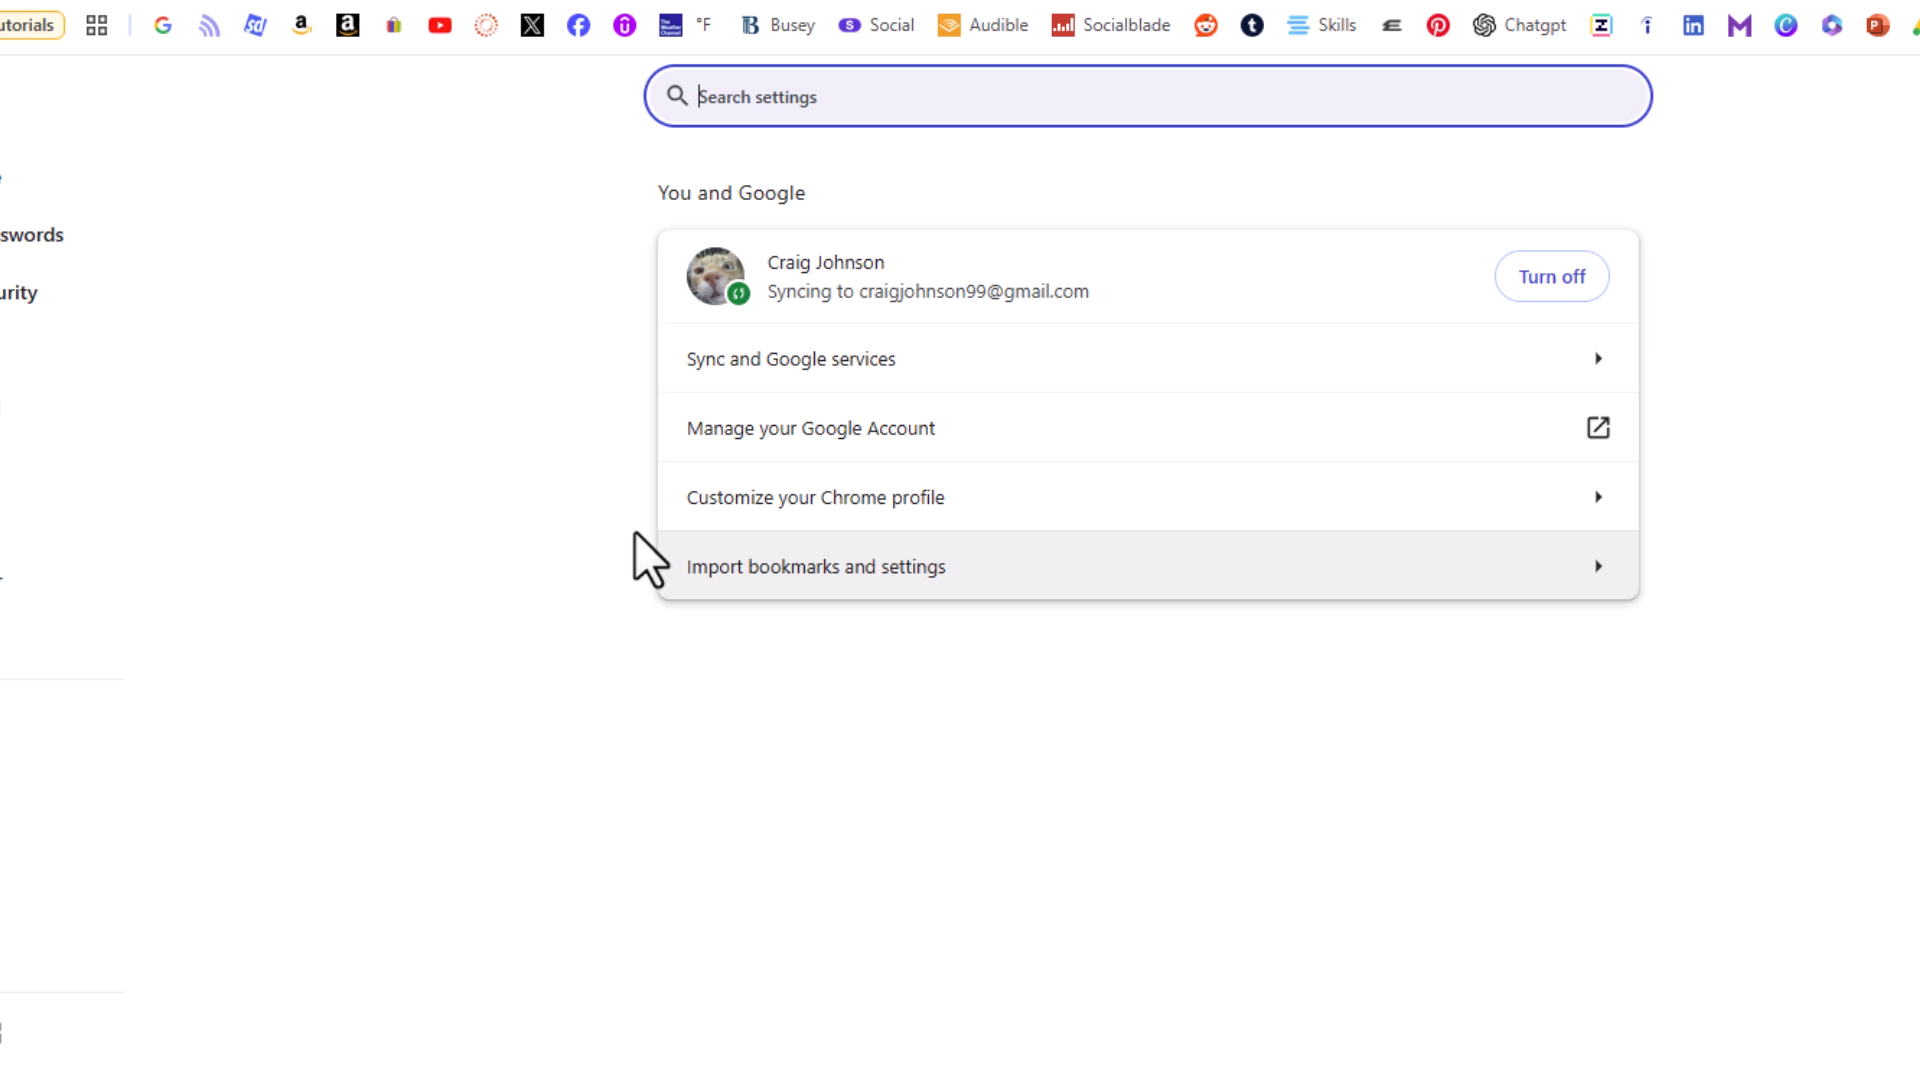 utorials
°F
Busey
Social
Audible
Socialblade
Skills
Chatgpt
Search settings
You and Google
swords
urity
Craig Johnson
Syncing to craigjohnson99@gmail.com
Turn off
Sync and Google services
Manage your Google Account
Customize your Chrome profile
Import bookmarks and settings